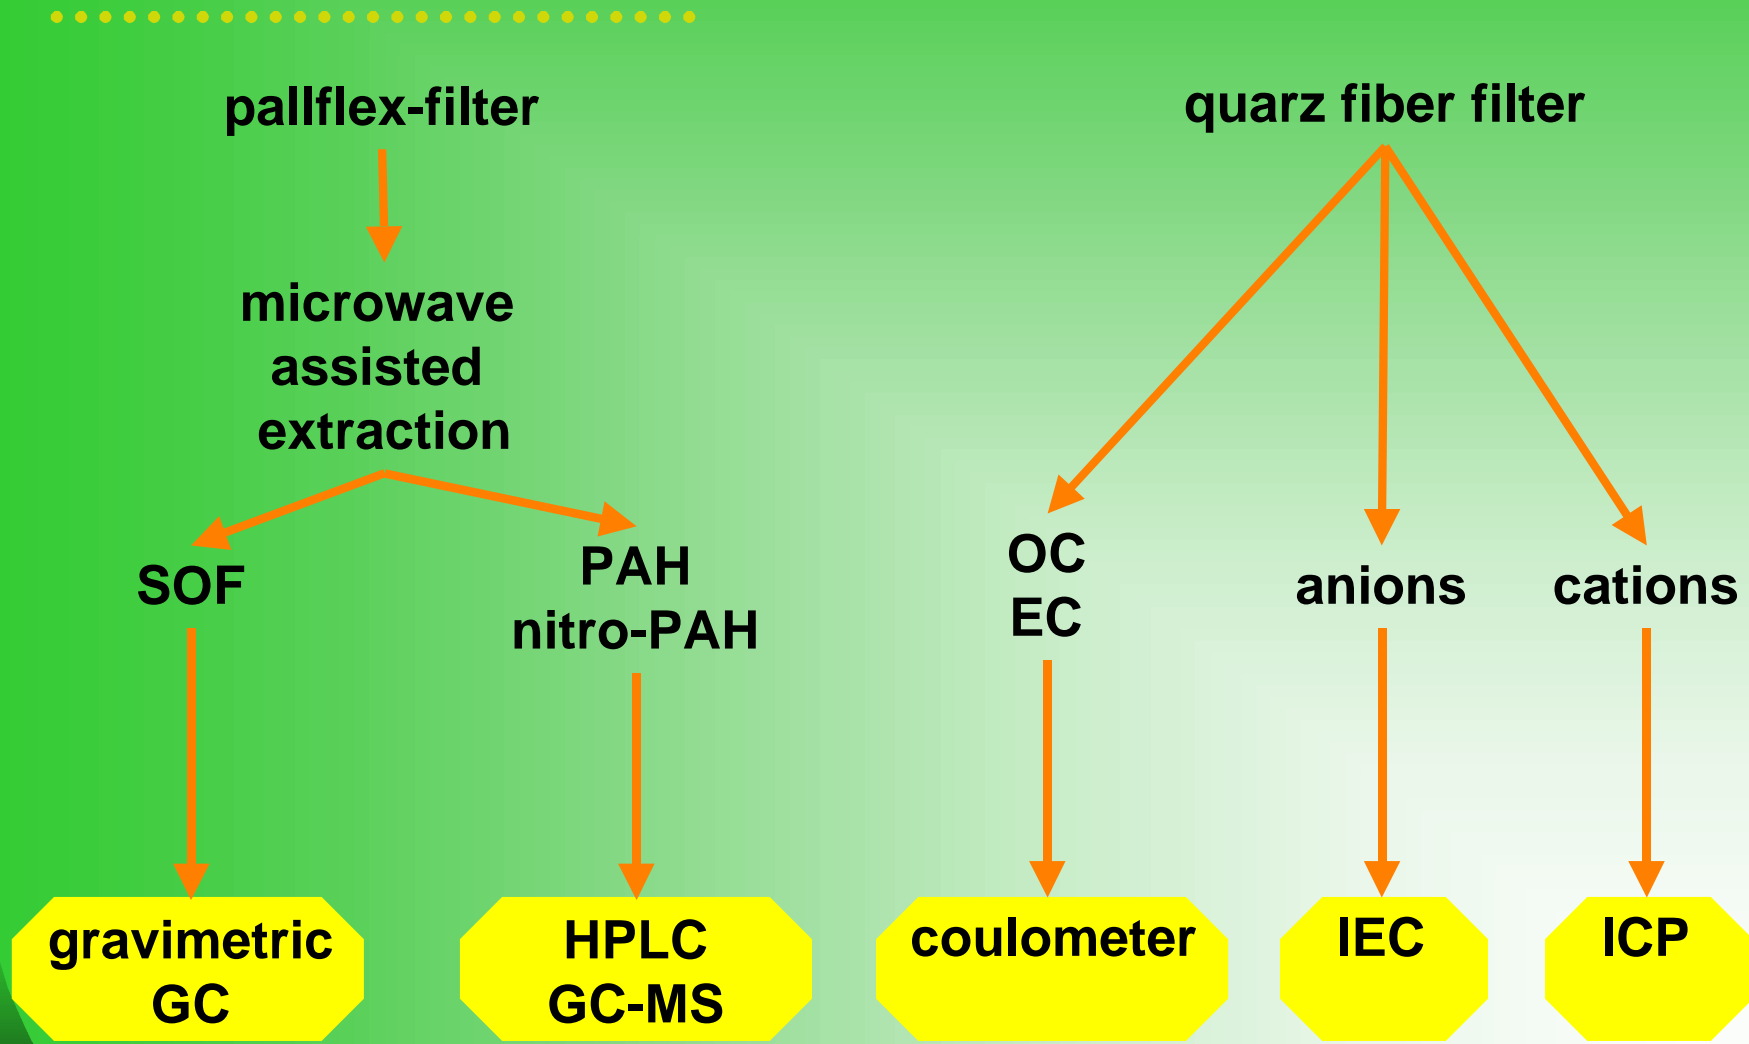 pallflex-filter
quarz fiber filter
microwave
assisted
extraction
SOF
PAH
nitro-PAH
OC
EC
anions
cations
gravimetric
GC
HPLC
GC-MS
coulometer
IEC
ICP